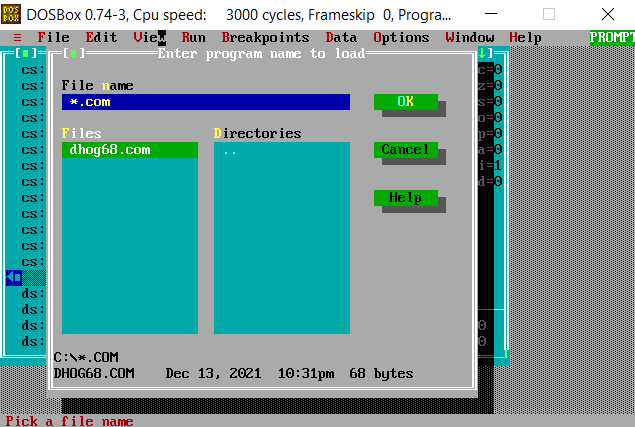 DOS BOX DOSBox 0.74-3, Cpu speed: 3000 cycles, Frameskip 0, Progra...
≡ File Edit View Run Breakpoints Data Options Window Help PROMPT
[■] [■] Enter program name to load [↓]
cs: c=0
cs: File name z=0
cs: *.com OK s=0
cs: o=0
cs: Files Directories p=0
cs: dhog68.com .. Cancel a=0
cs: i=1
cs: d=0
cs: Help
cs:
cs:
cs:
ds:
ds:
ds: 0
ds: C:\*.COM 0
DHOG68.COM Dec 13, 2021 10:31pm 68 bytes
Pick a file name